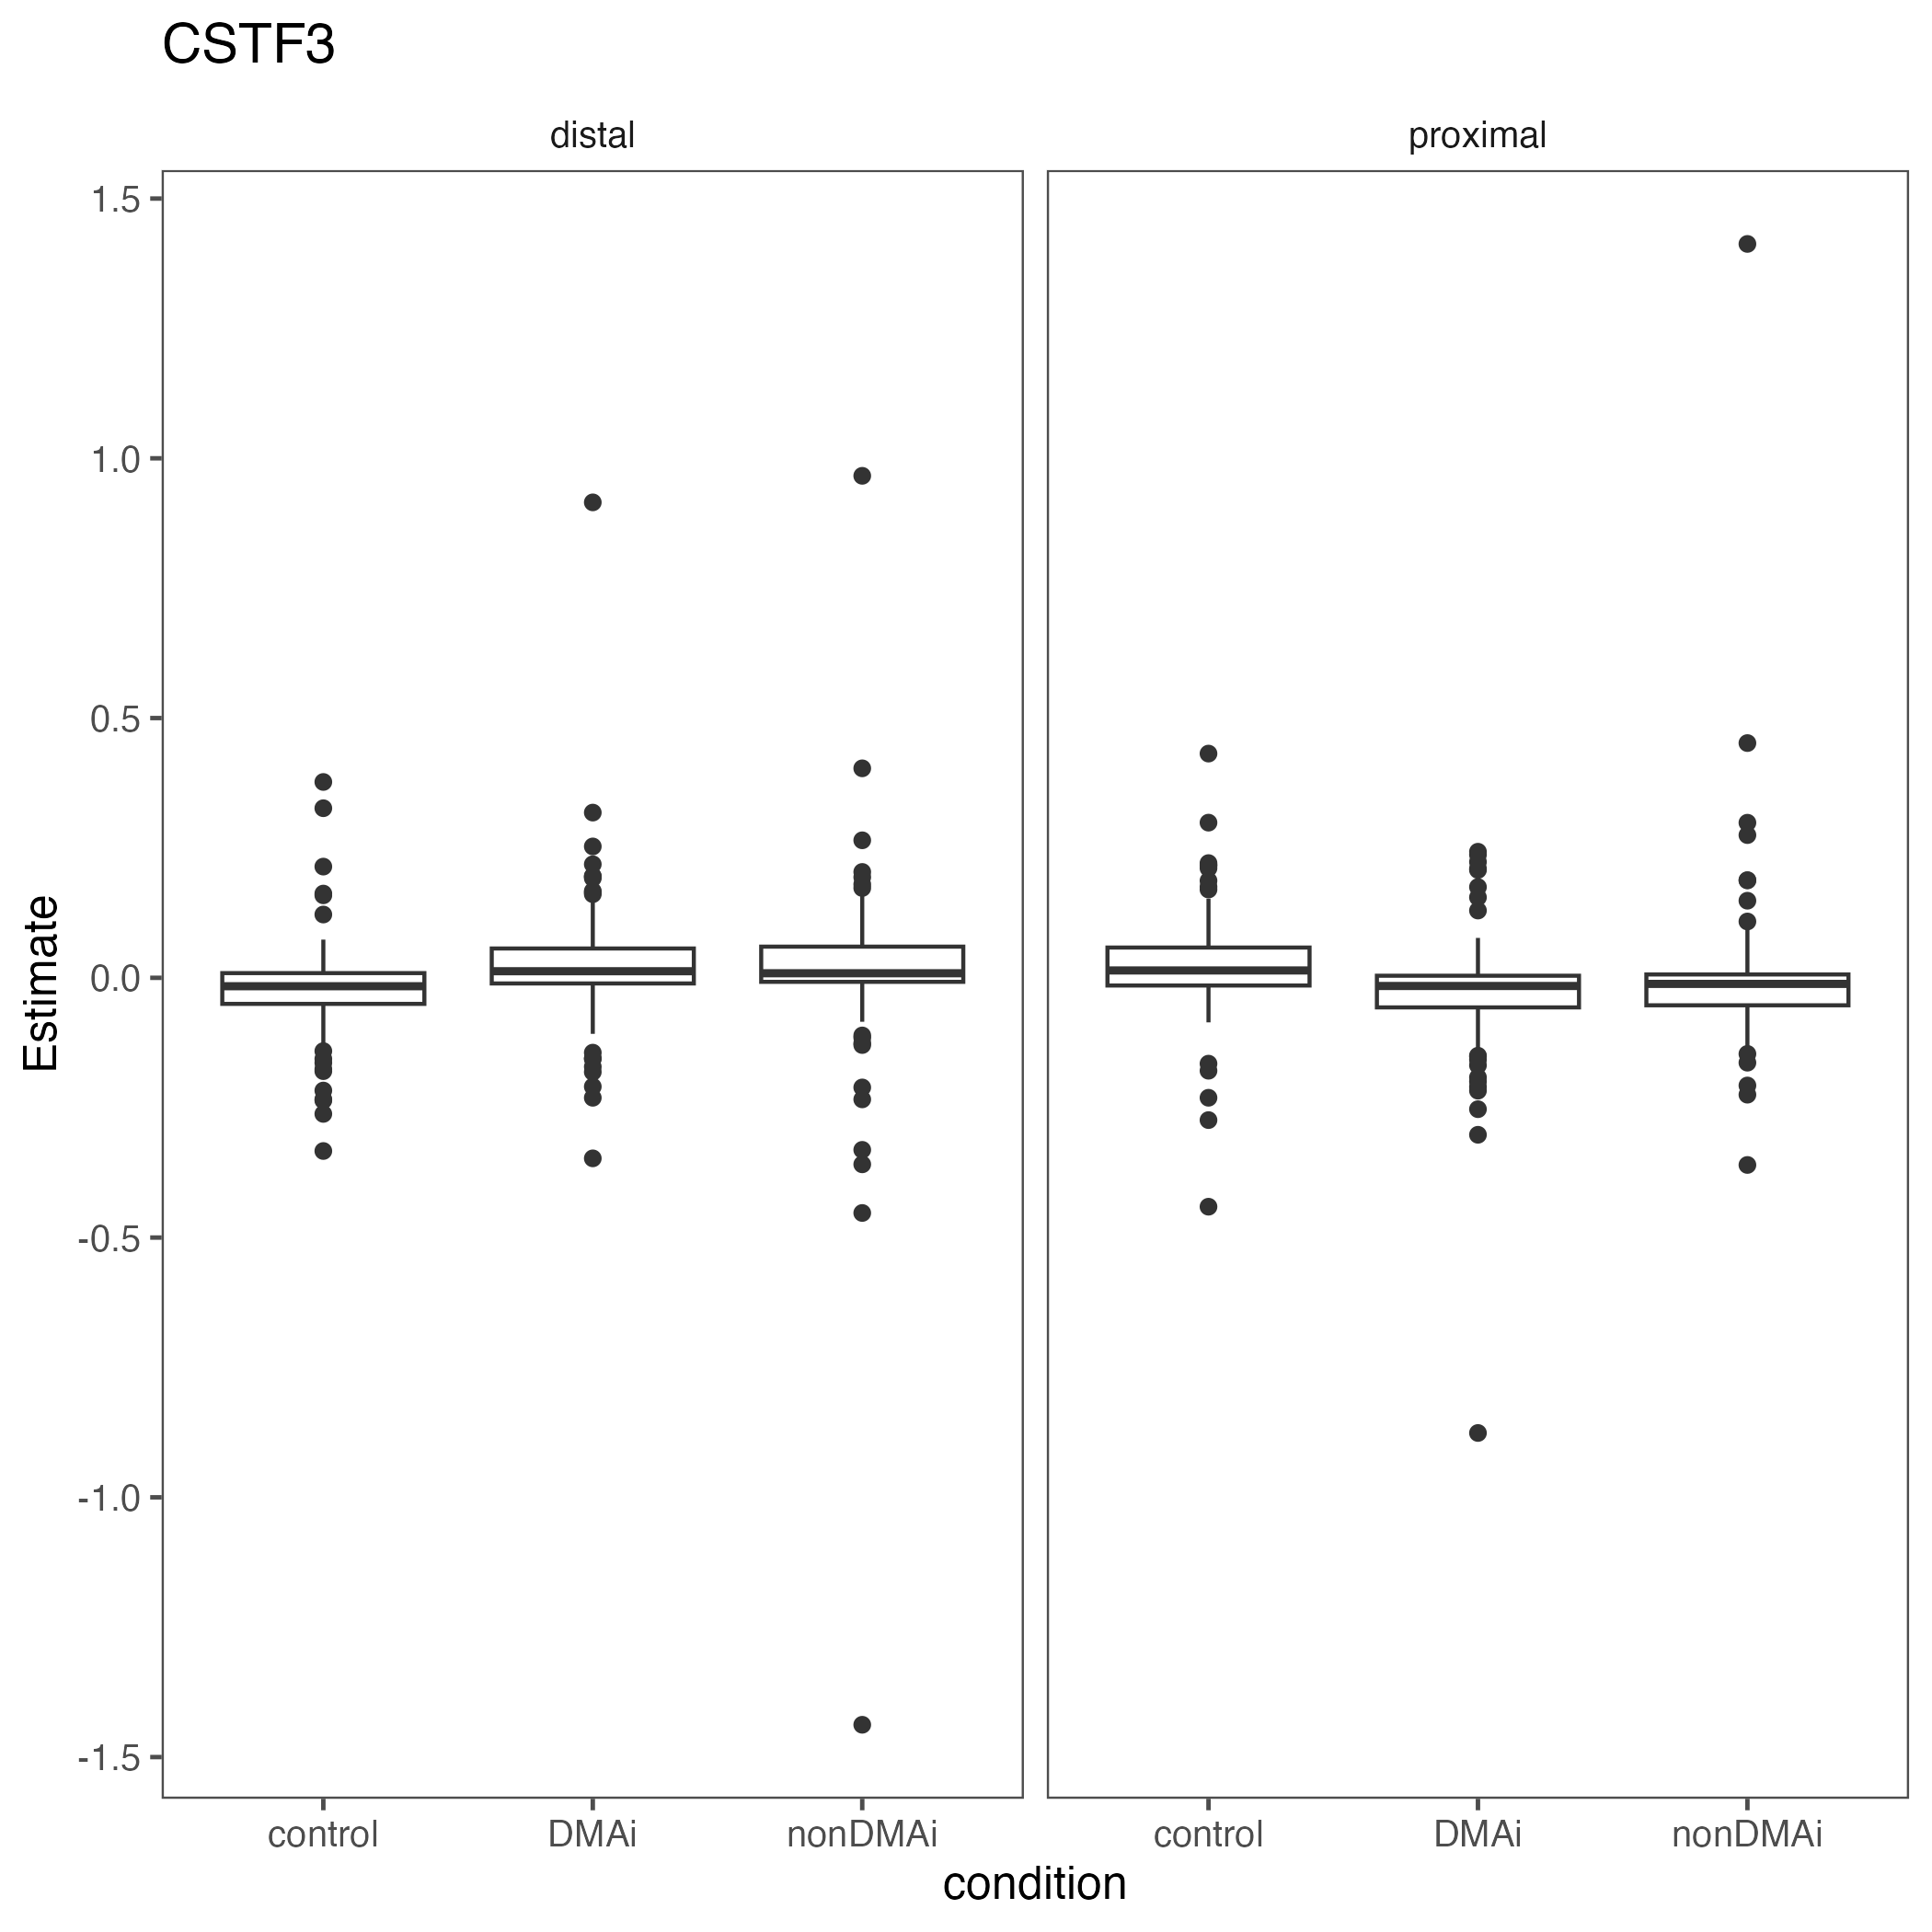 CSTF3
distal
proximal
1.5
1.0
0.5
0.0
-0.5
-1.0
-1.5
Estimate
control DMAi nonDMAi
control DMAi nonDMAi
condition